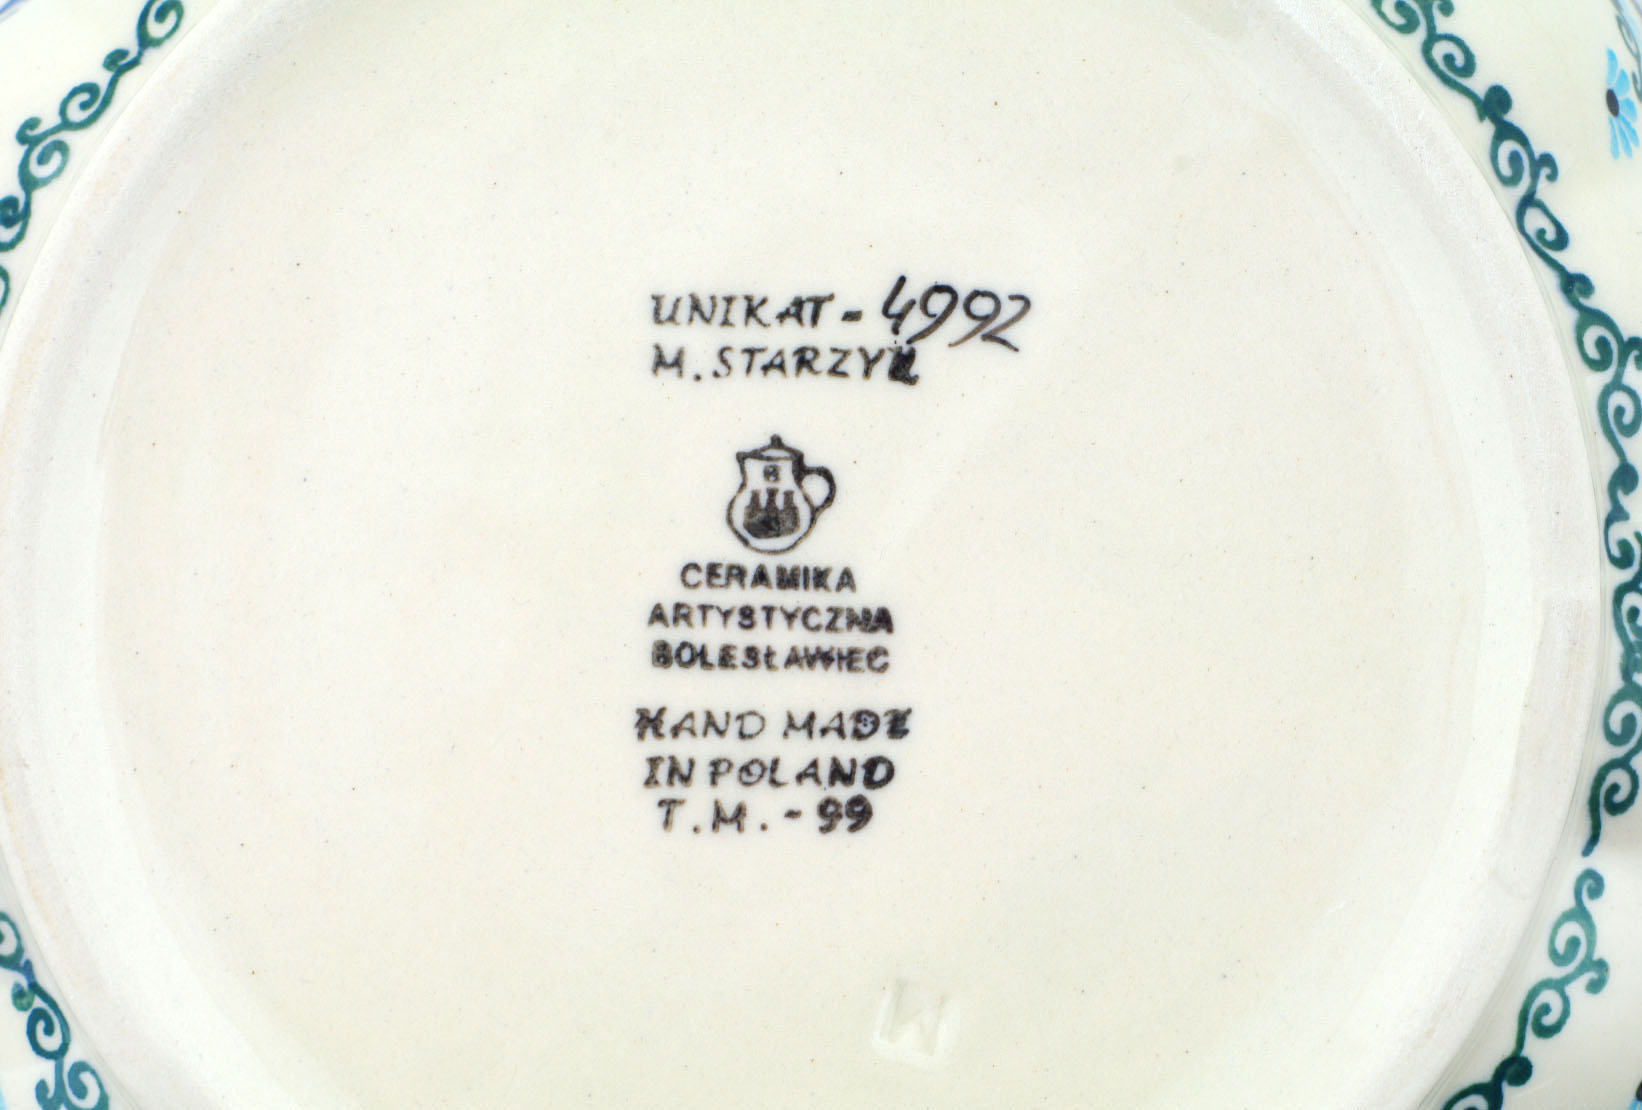 UNIKAT - 4992
M. STARZYK
B
CERAMIKA
ARTYSTYCZNA
BOLESŁAWIEC
HAND MADE
IN POLAND
T.M. - 99
M